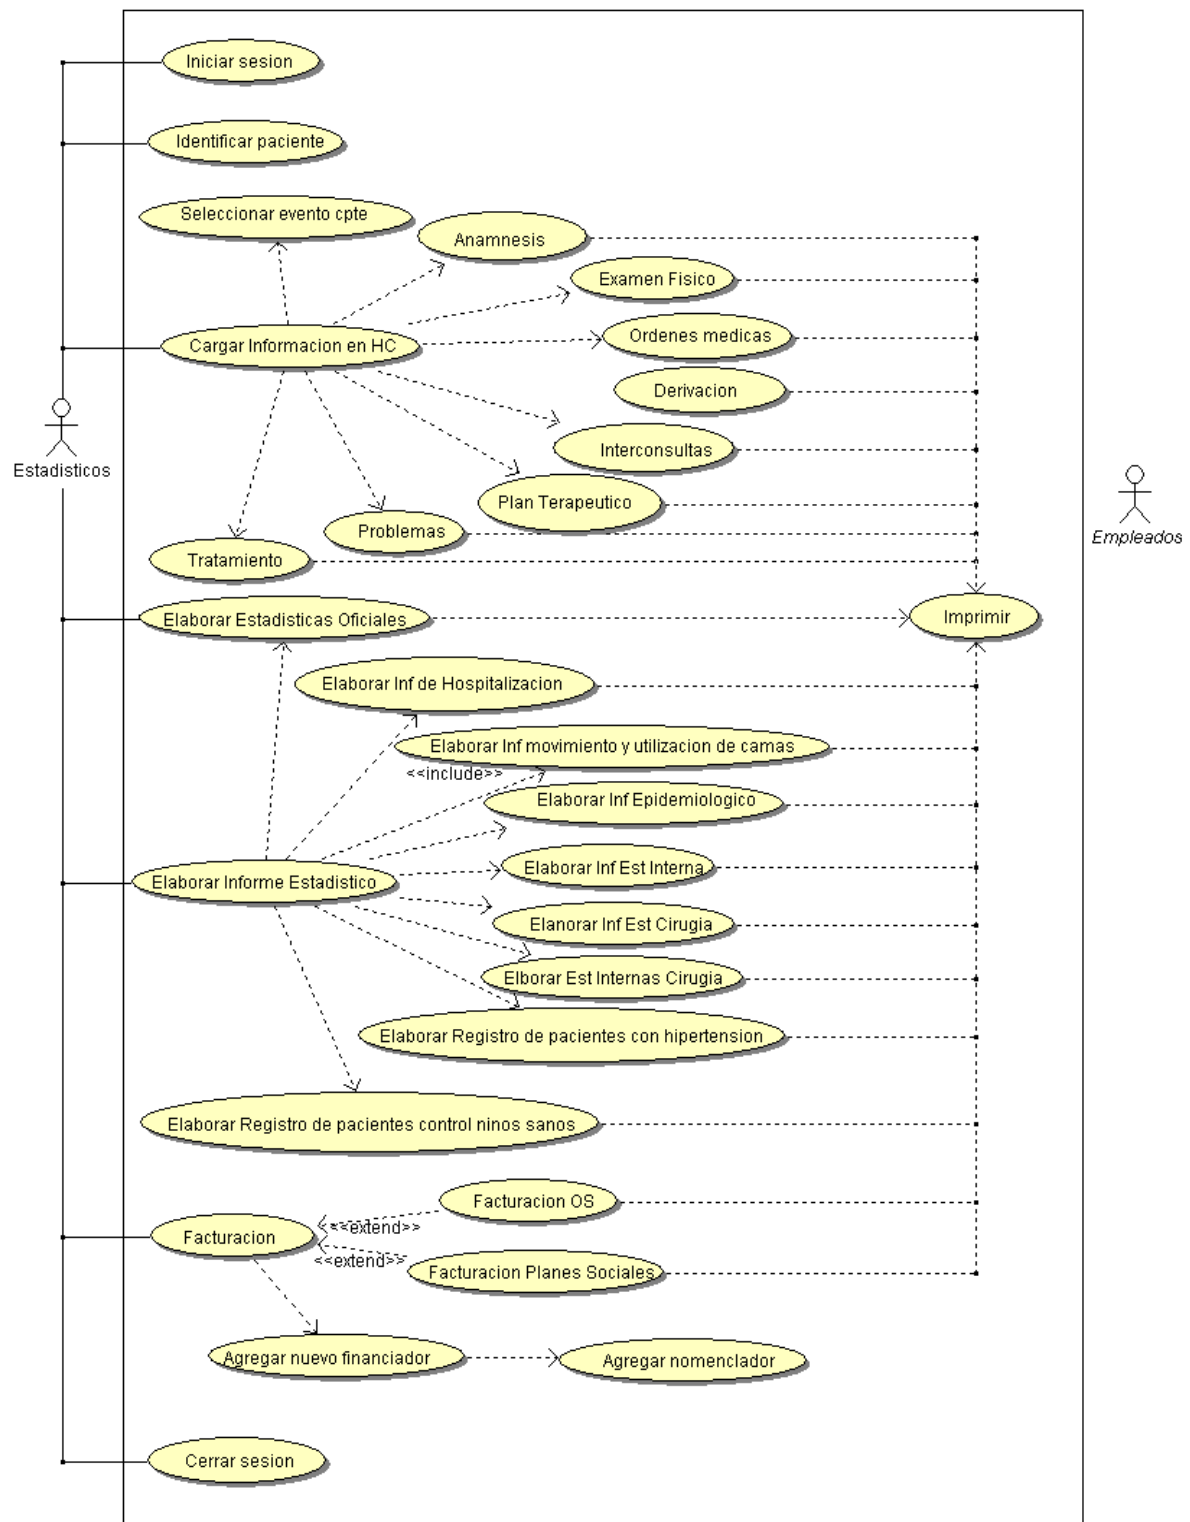 Iniciar sesion
Identificar paciente
Seleccionar evento cpte
Anamnesis
Examen Fisico
Cargar Informacion en HC
Ordenes medicas
Derivacion
Interconsultas
Estadisticos
Plan Terapeutico
Problemas
Empleados
Tratamiento
Elaborar Estadisticas Oficiales
Imprimir
Elaborar Inf de Hospitalizacion
Elaborar Inf movimiento y utilizacion de camas
<<include>>
Elaborar Inf Epidemiologico
Elaborar Inf Est Interna
Elaborar Informe Estadistico
Elanorar Inf Est Cirugia
Elborar Est Internas Cirugia
Elaborar Registro de pacientes con hipertension
Elaborar Registro de pacientes control ninos sanos
Facturacion OS
<<extend>>
Facturacion
<<extend>>
Facturacion Planes Sociales
Agregar nuevo financiador
Agregar nomenclador
Cerrar sesion